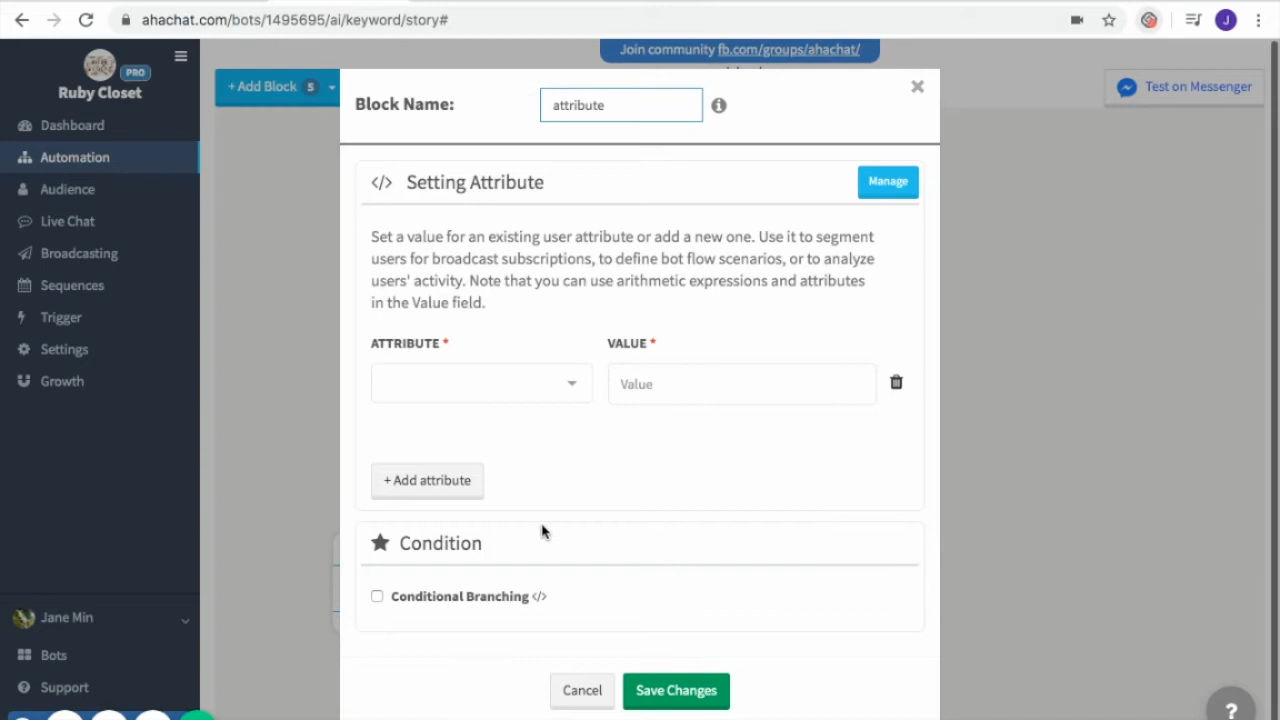 ahachat.com/bots/1495695/ai/keyword/story#
J
Join community fb.com/groups/ahachat/
PRO
Ruby Closet
+ Add Block 5
Test on Messenger
Block Name:
attribute
Dashboard
Automation
Audience
Live Chat
Broadcasting
Sequences
Trigger
Settings
Growth
</> Setting Attribute
Manage
Set a value for an existing user attribute or add a new one. Use it to segment
users for broadcast subscriptions, to define bot flow scenarios, or to analyze
users' activity. Note that you can use arithmetic expressions and attributes
in the Value field.
ATTRIBUTE *
VALUE *
Value
+ Add attribute
Condition
Conditional Branching </>
Cancel
Save Changes
Jane Min
Bots
Support
?